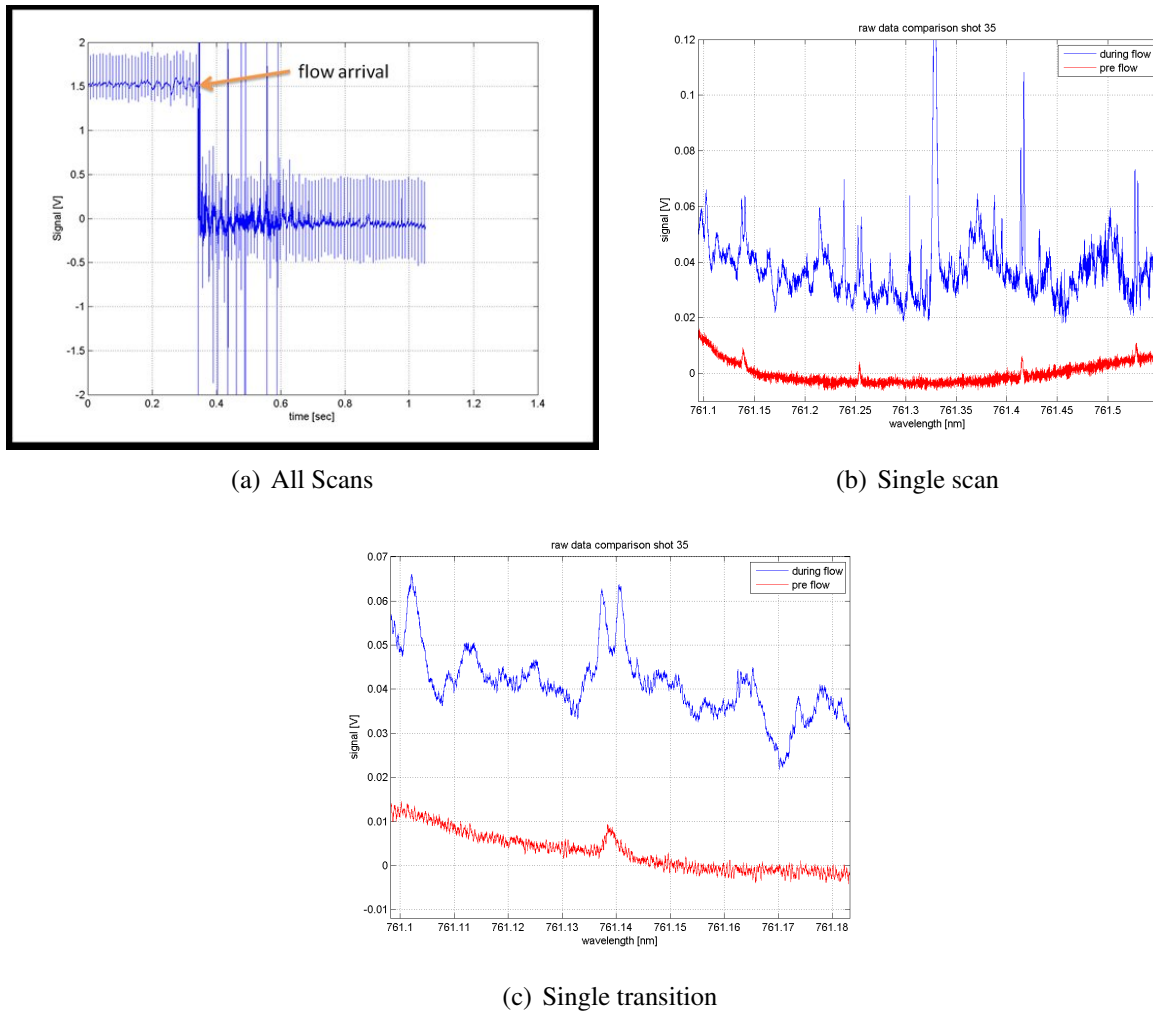 2
1.5
1
0.5
0
-0.5
-1
-1.5
-2
0 0.2 0.4 0.6 0.8 1 1.2 1.4
Signal [V]
time [sec]
flow arrival
(a) All Scans
raw data comparison shot 35
during flow
pre flow
0.12
0.1
0.08
0.06
0.04
0.02
0
signal [V]
761.1 761.15 761.2 761.25 761.3 761.35 761.4 761.45 761.5
wavelength [nm]
(b) Single scan
raw data comparison shot 35
during flow
pre flow
0.07
0.06
0.05
0.04
0.03
0.02
0.01
0
-0.01
signal [V]
761.1 761.11 761.12 761.13 761.14 761.15 761.16 761.17 761.18
wavelength [nm]
(c) Single transition